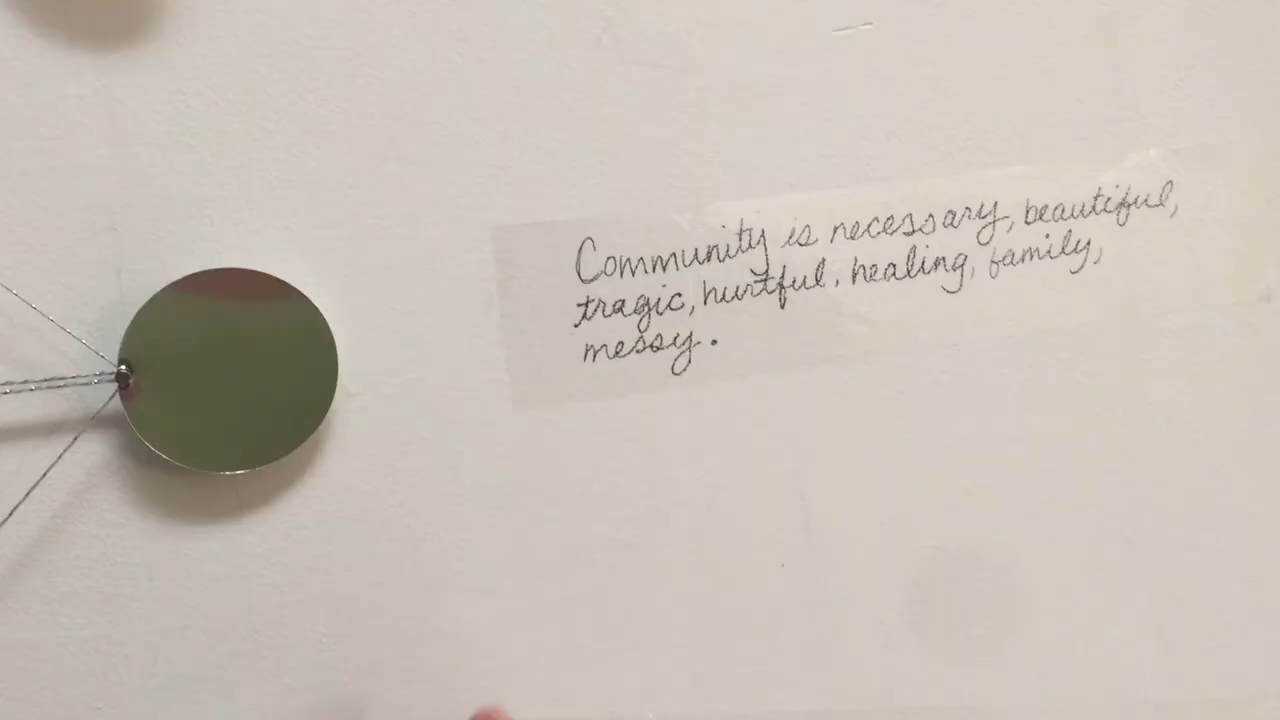 Community is necessary, beautiful,
tragic, hurtful, healing, family,
messy.